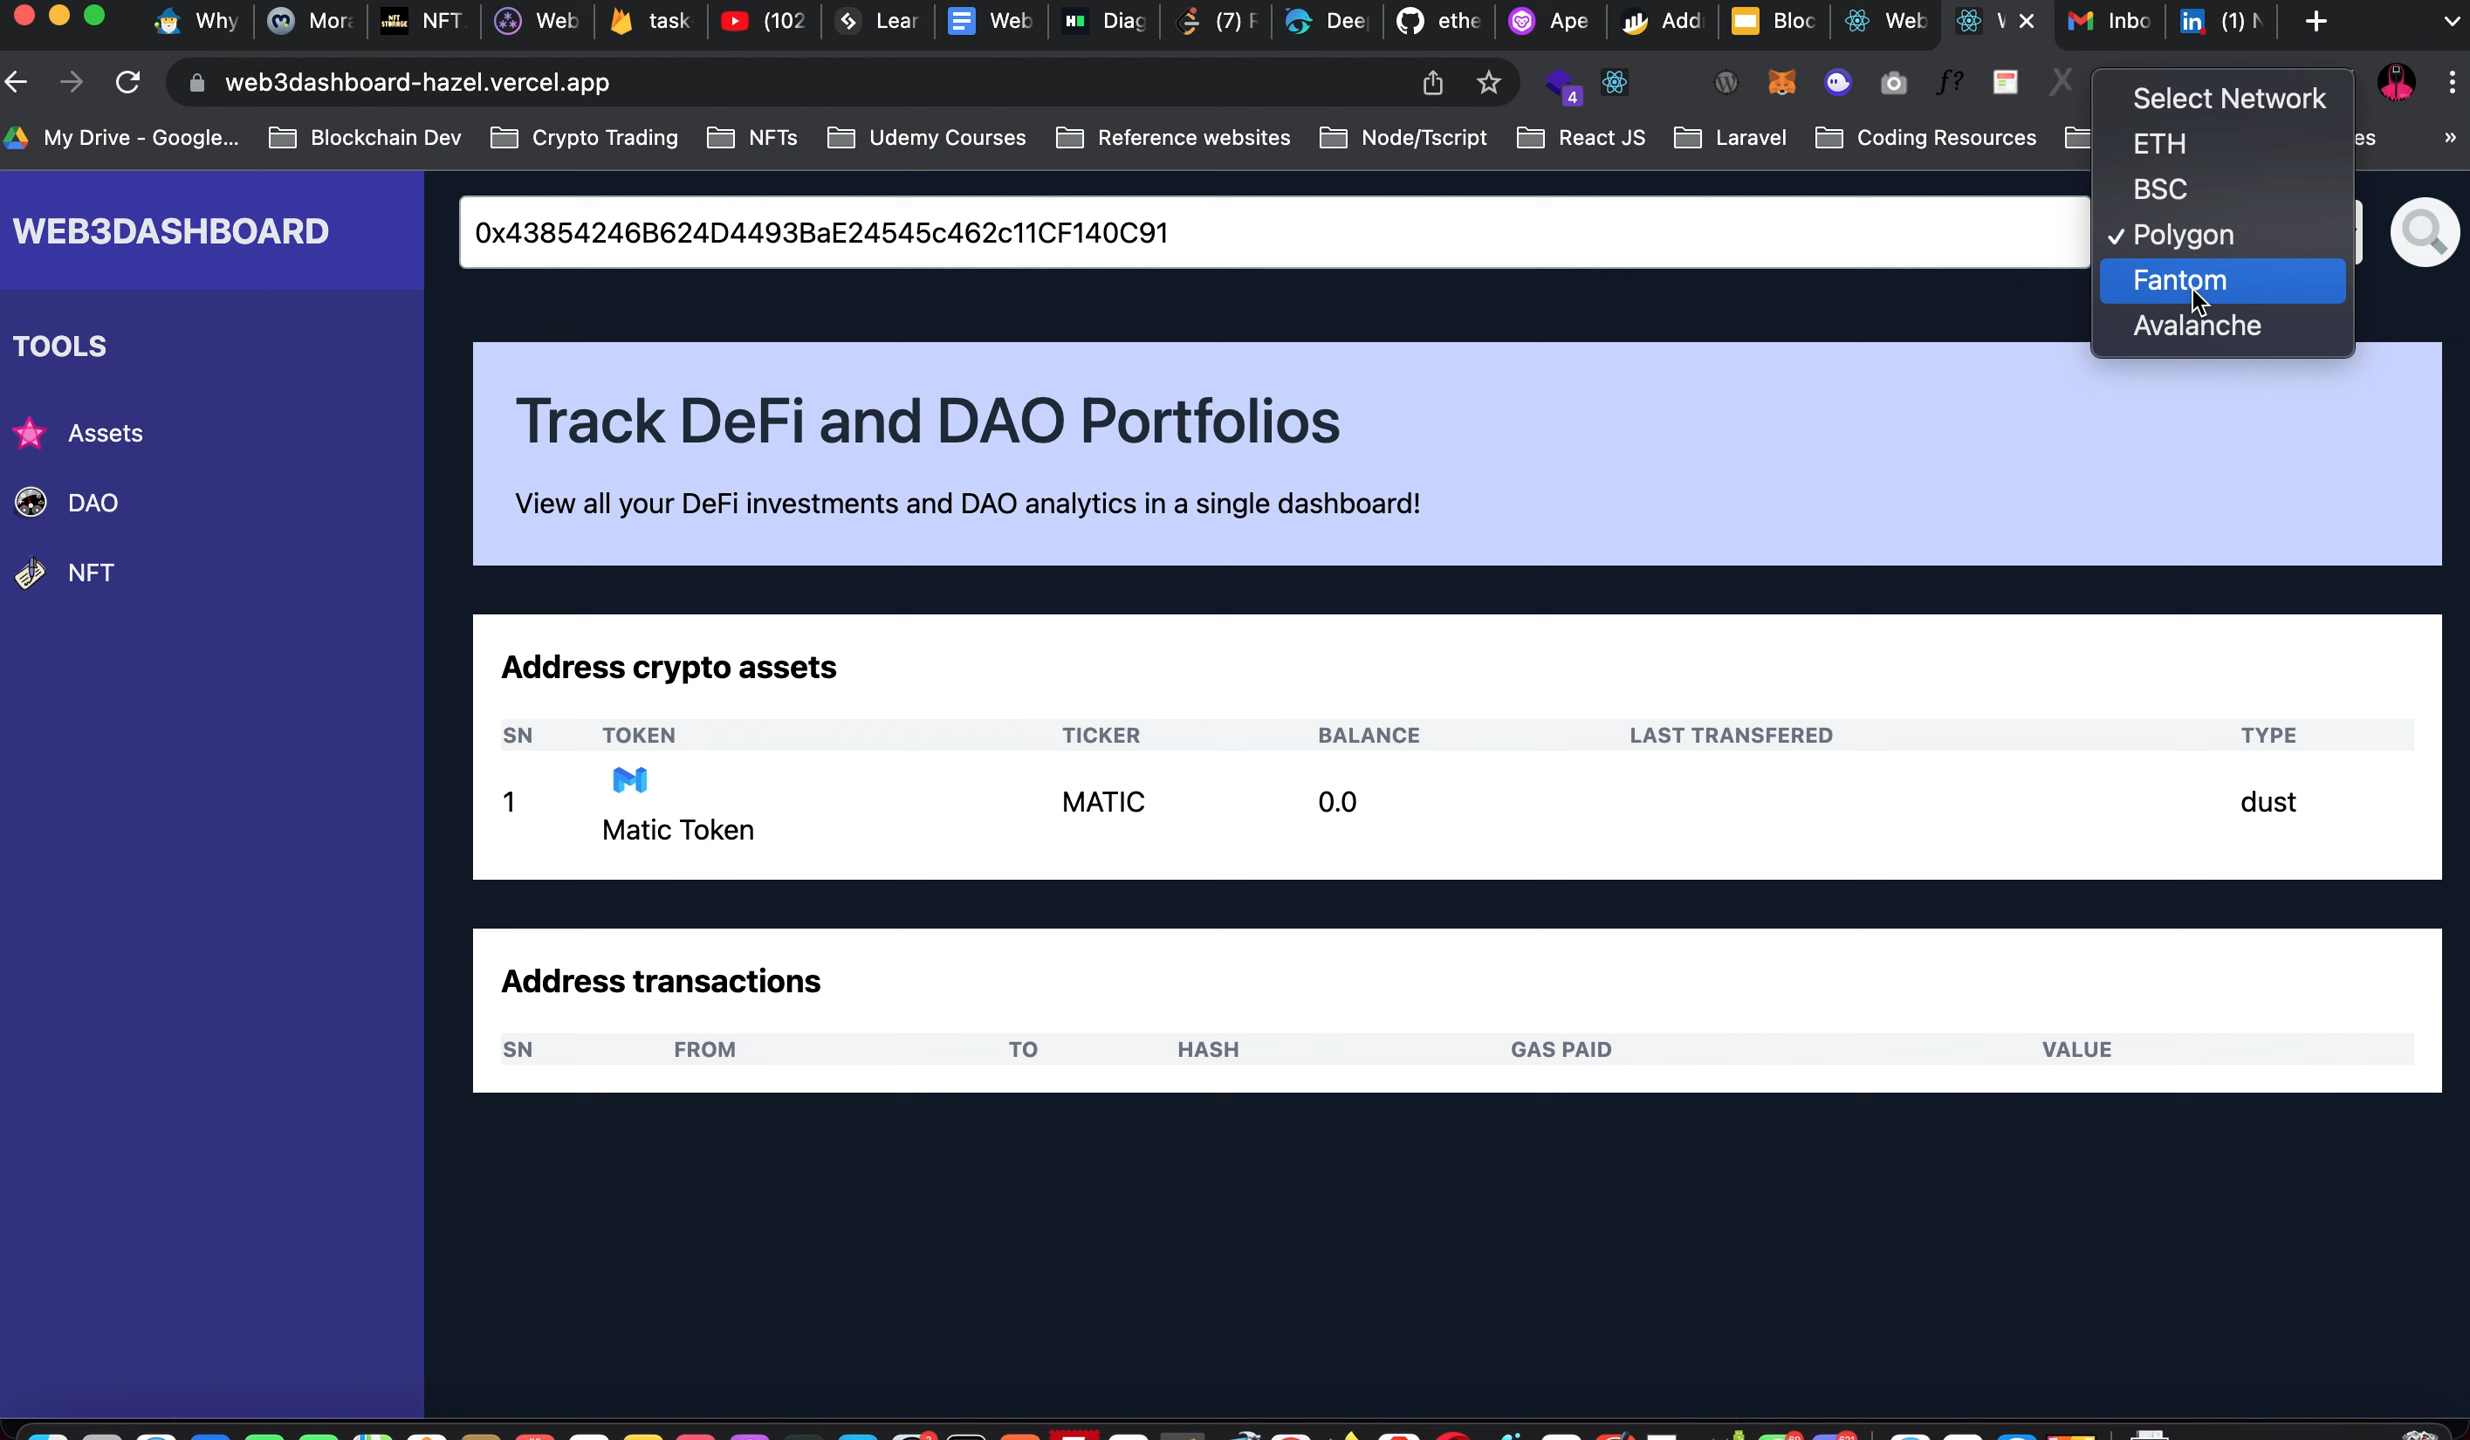 Why Mor NFT Web task (102 Lear Web Diag (7) F Dee ethe Ape Add Bloc Web Inbo (1) N
web3dashboard-hazel.vercel.app 4
My Drive - Google... Blockchain Dev Crypto Trading NFTs Udemy Courses Reference websites Node/Tscript React JS Laravel Coding Resources es »
Select Network
ETH
BSC
✓ Polygon
Fantom
Avalanche
WEB3DASHBOARD
0x43854246B624D4493BaE24545c462c11CF140C91
TOOLS
Assets
DAO
NFT
Track DeFi and DAO Portfolios
View all your DeFi investments and DAO analytics in a single dashboard!
Address crypto assets
SN TOKEN TICKER BALANCE LAST TRANSFERED TYPE
1 Matic Token MATIC 0.0 dust
Address transactions
SN FROM TO HASH GAS PAID VALUE